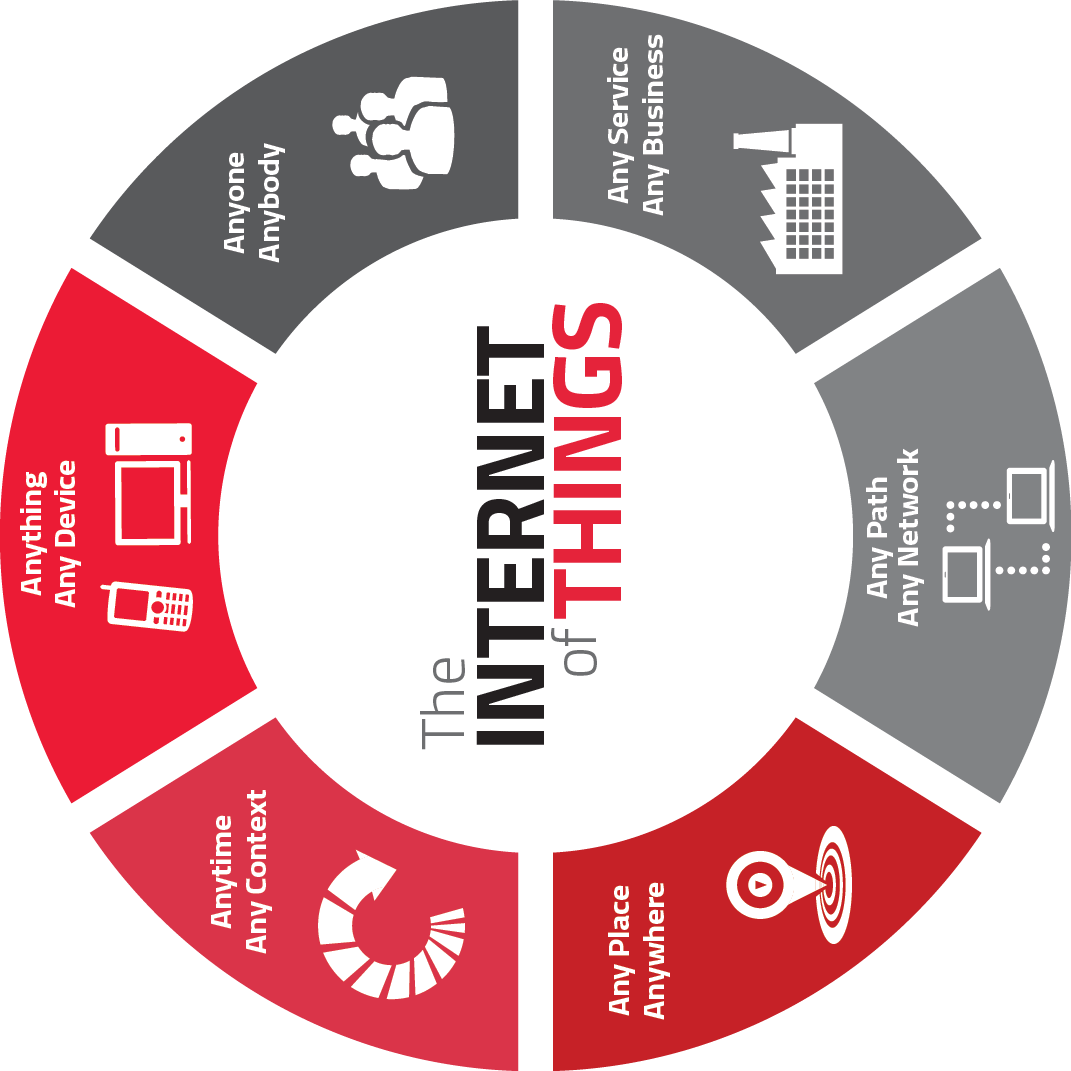 The
INTERNET
of THINGS
Anything
Any Device
Anyone
Anybody
Any Service
Any Business
Any Path
Any Network
Any Place
Anywhere
Anytime
Any Context